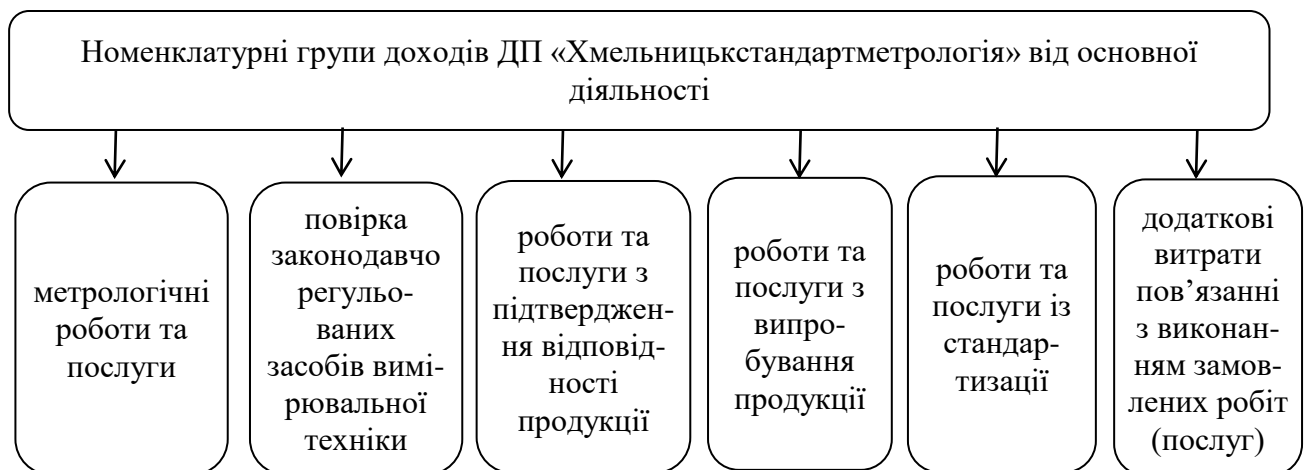 Номенклатурні групи доходів ДП «Хмельницькстандартметрологія» від основної
діяльності
метрологічні
роботи та
послуги
повірка
законодавчо
регульо-
ваних
засобів вимі-
рювальної
техніки
роботи та
послуги з
підтверджен-
ня відповід-
ності
продукції
роботи та
послуги з
випро-
бування
продукції
роботи та
послуги із
стандар-
тизації
додаткові
витрати
пов’язанні
з виконан-
ням замов-
лених робіт
(послуг)